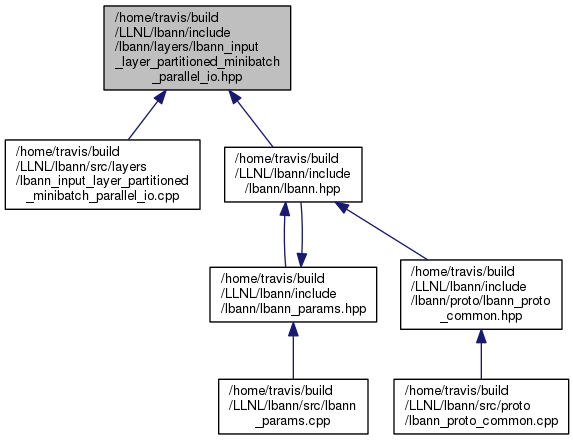 /home/travis/build
/LLNL/lbann/include
/lbann/layers/lbann_input
_layer_partitioned_minibatch
_parallel_io.hpp
/home/travis/build
/LLNL/lbann/src/layers
/lbann_input_layer_partitioned
_minibatch_parallel_io.cpp
/home/travis/build
/LLNL/lbann/include
/lbann/lbann.hpp
/home/travis/build
/LLNL/lbann/include
/lbann/lbann_params.hpp
/home/travis/build
/LLNL/lbann/include
/lbann/proto/lbann_proto
_common.hpp
/home/travis/build
/LLNL/lbann/src/lbann
_params.cpp
/home/travis/build
/LLNL/lbann/src/proto
/lbann_proto_common.cpp